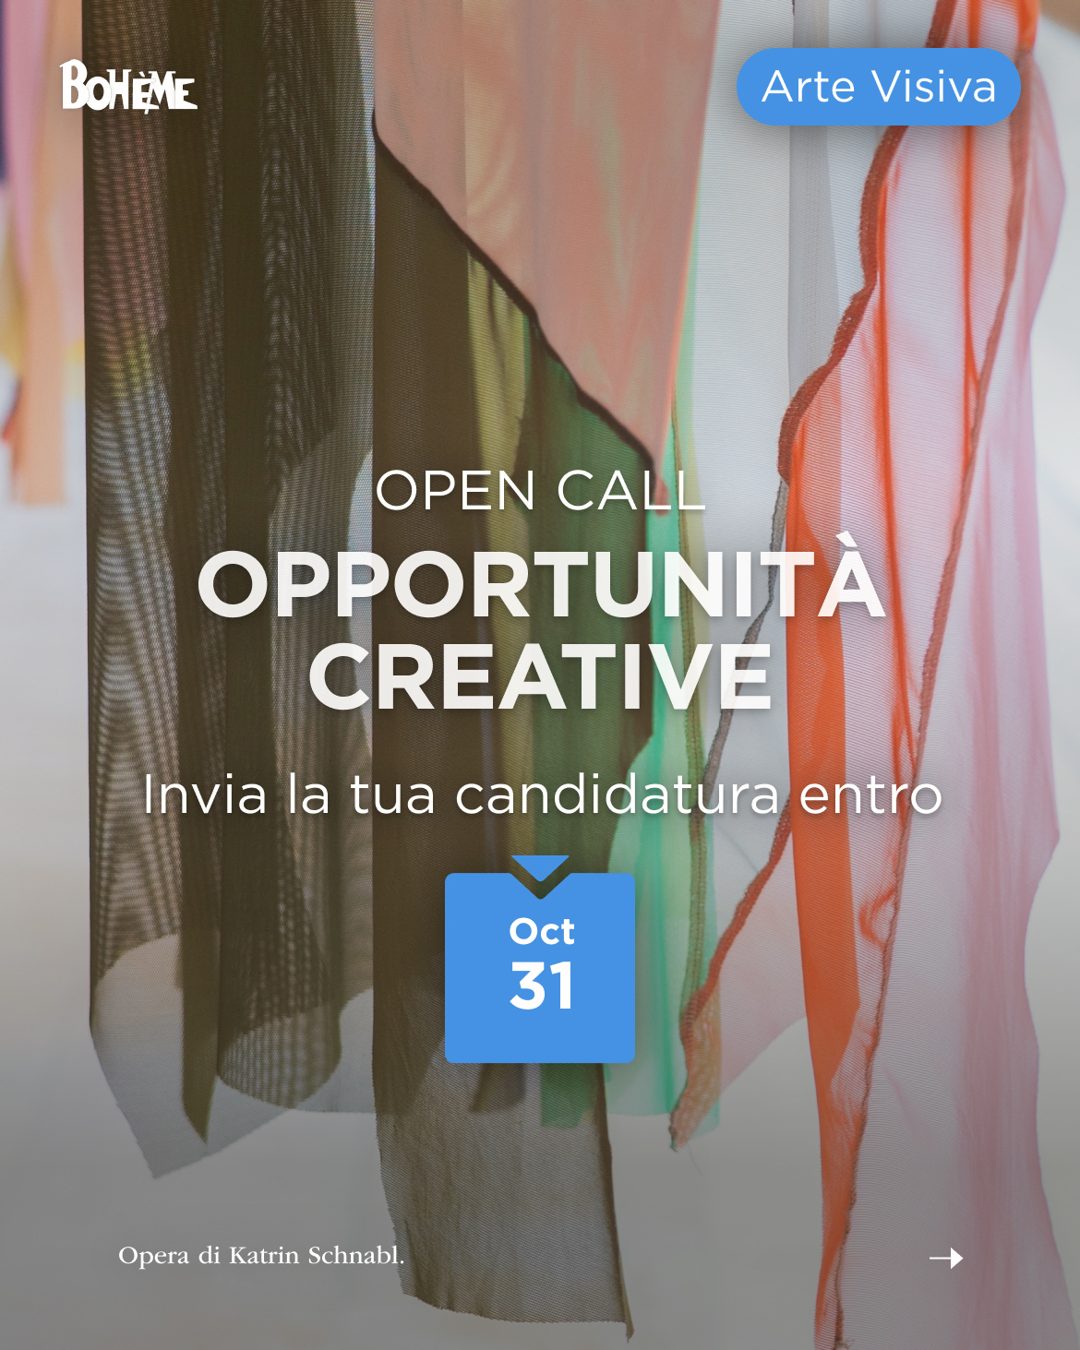 BOHÈME
Arte Visiva
OPEN CALL
OPPORTUNITÀ
CREATIVE
Invia la tua candidatura entro
Oct
31
Opera di Katrin Schnabl.